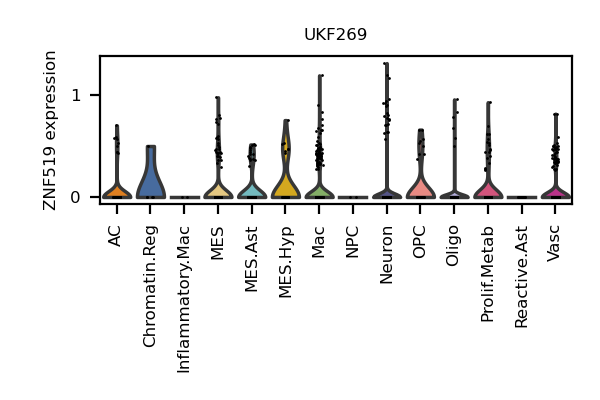 UKF269
ZNF519 expression
1
0
AC
Chromatin.Reg
Inflammatory.Mac
MES
MES.Ast
MES.Hyp
Mac
NPC
Neuron
OPC
Oligo
Prolif.Metab
Reactive.Ast
Vasc